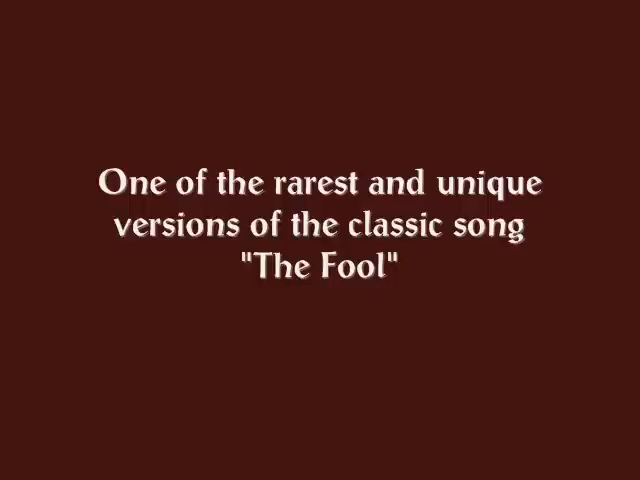 One of the rarest and unique
versions of the classic song
"The Fool"